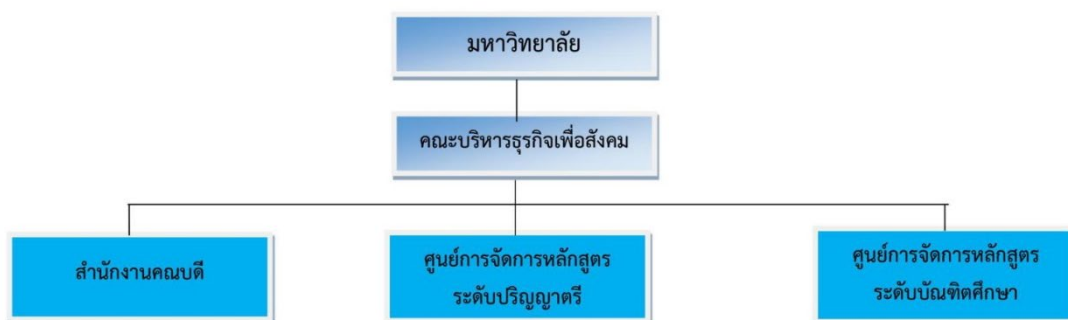 มหาวิทยาลัย
คณะบริหารธุรกิจเพื่อสังคม
สำนักงานคณบดี
ศูนย์การจัดการหลักสูตร
ระดับปริญญาตรี
ศูนย์การจัดการหลักสูตร
ระดับบัณฑิตศึกษา